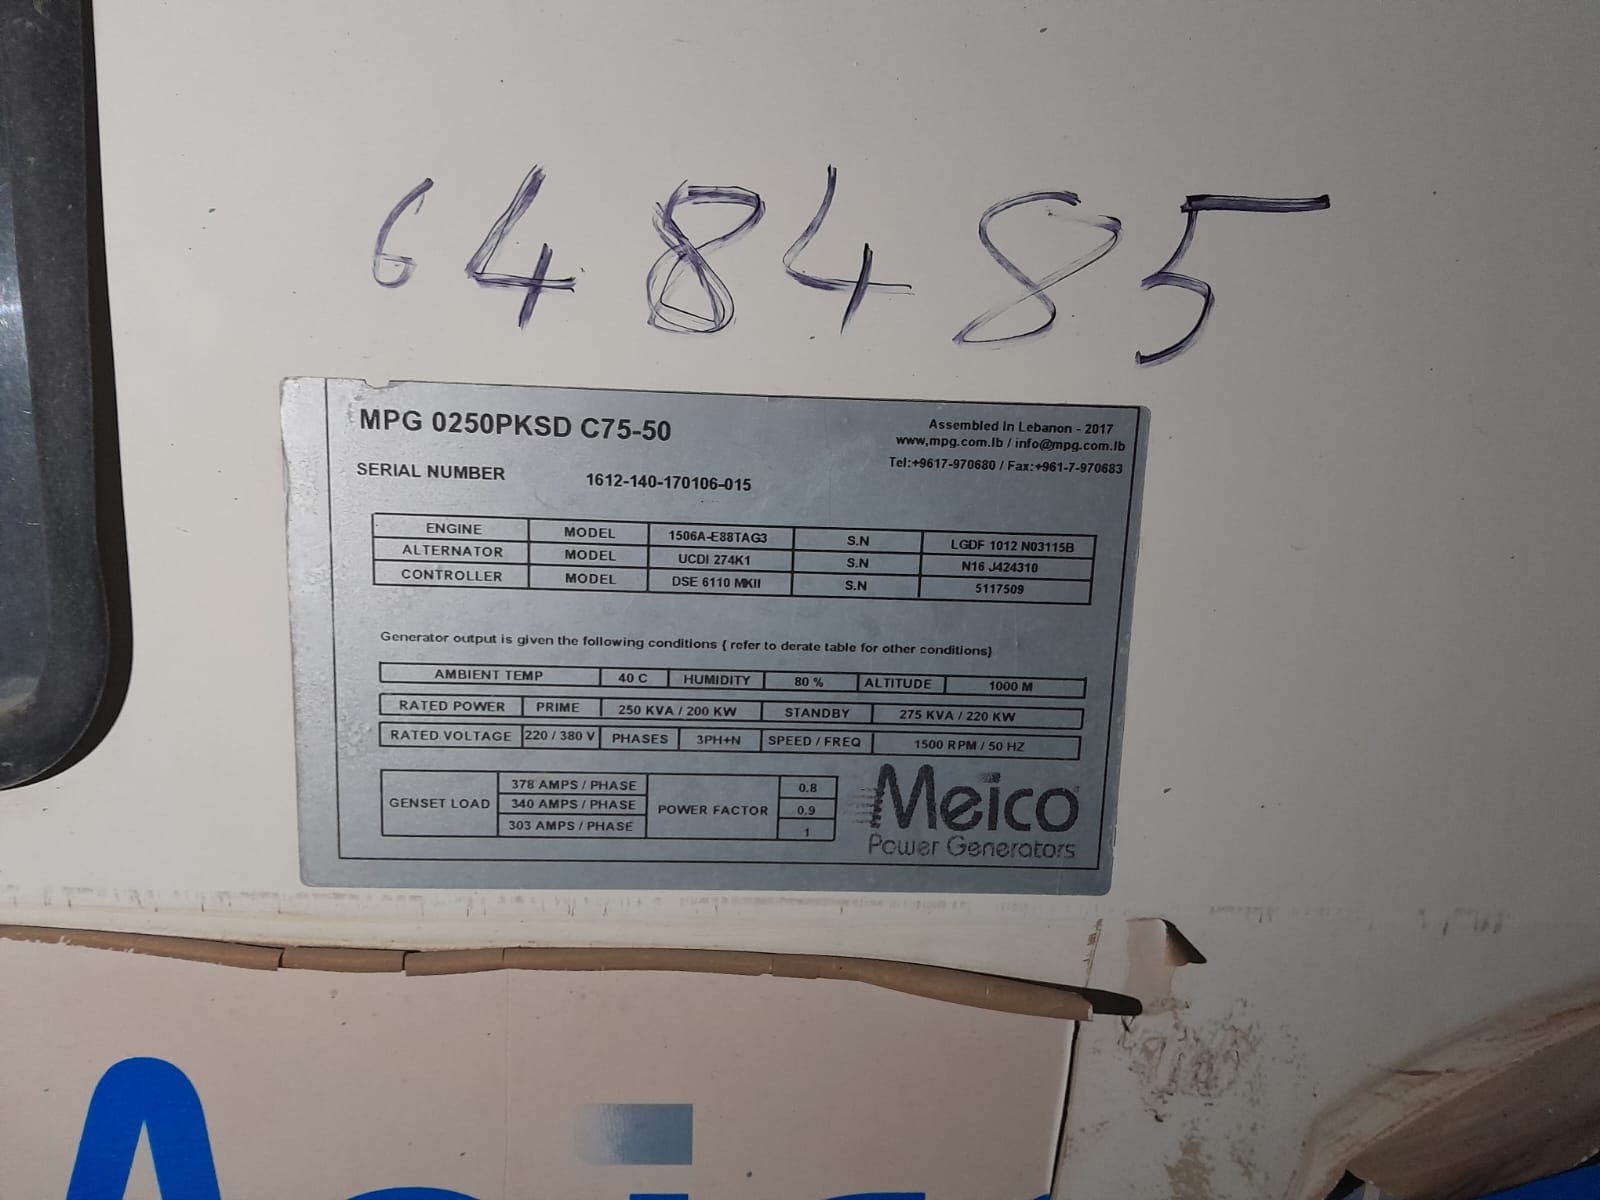 648485
MPG 0250PKSD C75-50
Assembled In Lebanon - 2017
www.mpg.com.lb / info@mpg.com.lb
Tel:+9617-970680 / Fax:+961-7-970683
SERIAL NUMBER 1612-140-170106-015
ENGINE MODEL 1506A-E88TAG3 S.N LGDF 1012 N03115B
ALTERNATOR MODEL UCDI 274K1 S.N N16 J424310
CONTROLLER MODEL DSE 6110 MKII S.N 5117509
Generator output is given the following conditions ( refer to derate table for other conditions)
AMBIENT TEMP 40 C HUMIDITY 80 % ALTITUDE 1000 M
RATED POWER PRIME 250 KVA / 200 KW STANDBY 275 KVA / 220 KW
RATED VOLTAGE 220 / 380 V PHASES 3PH+N SPEED / FREQ 1500 RPM / 50 HZ
GENSET LOAD
378 AMPS / PHASE
340 AMPS / PHASE
303 AMPS / PHASE
POWER FACTOR
0.8
0.9
1
Meico
Power Generators